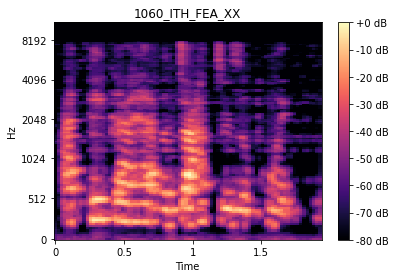 1060_ITH_FEA_XX
8192
4096
2048
1024
512
0
Hz
0
0.5
1
1.5
Time
+0 dB
-10 dB
-20 dB
-30 dB
-40 dB
-50 dB
-60 dB
-70 dB
-80 dB